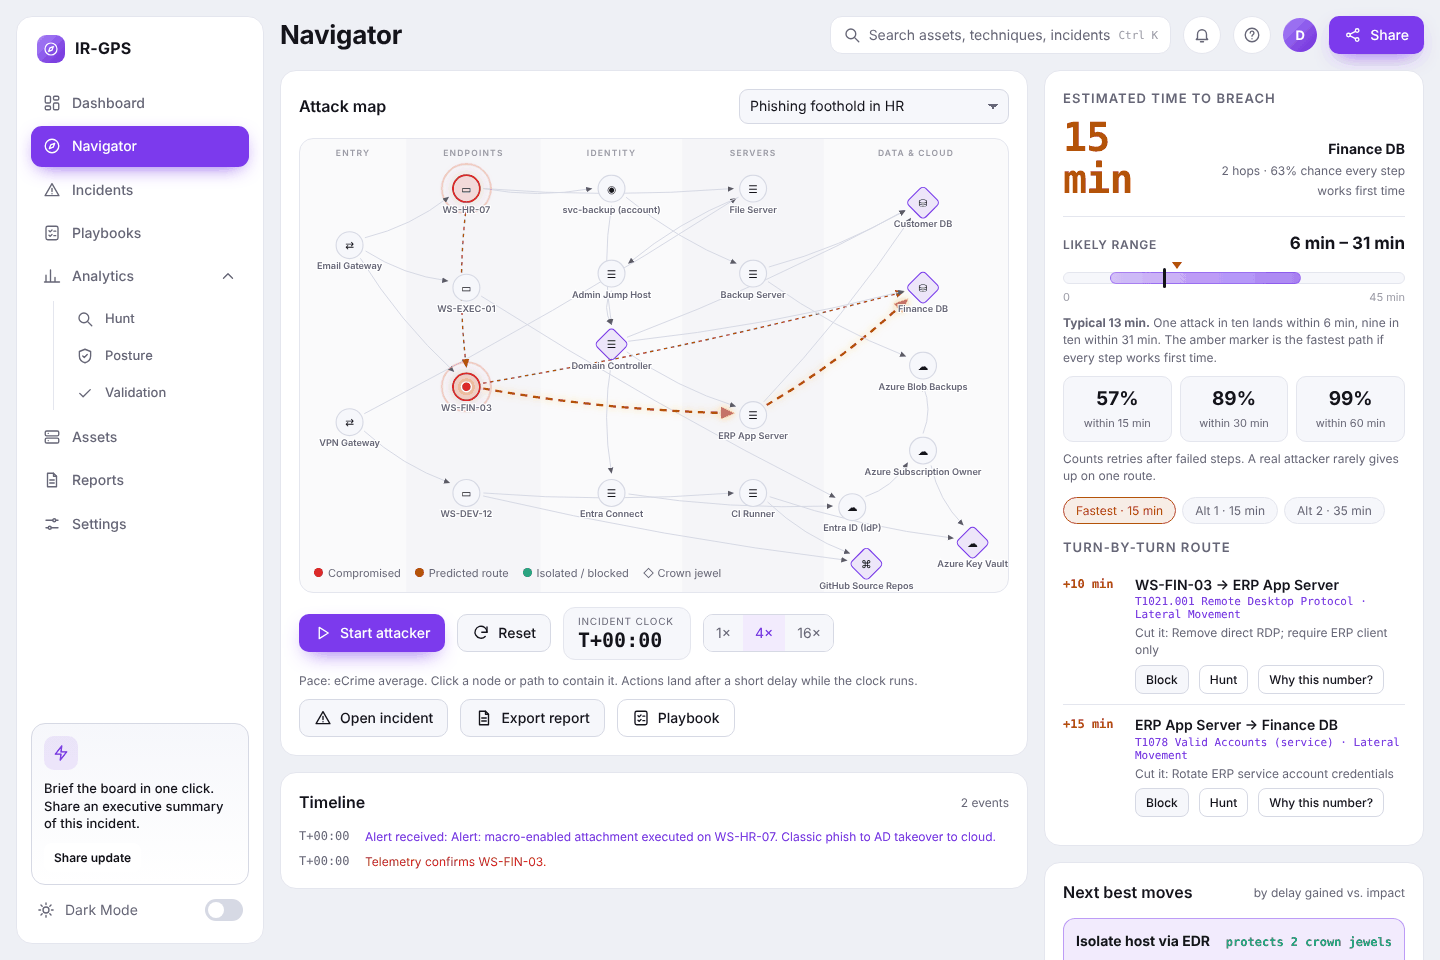 IR-GPS
Dashboard
Navigator
Incidents
Playbooks
Analytics
Hunt
Posture
Validation
Assets
Reports
Settings
Brief the board in one click.
Share an executive summary
of this incident.
Share update
Dark Mode
Navigator
Search assets, techniques, incidents Ctrl K
D
Share
Attack map
Phishing foothold in HR
ENTRY
ENDPOINTS
IDENTITY
SERVERS
DATA & CLOUD
WS-HR-07
svc-backup (account)
File Server
Customer DB
Email Gateway
Admin Jump Host
Backup Server
WS-EXEC-01
Finance DB
Domain Controller
Azure Blob Backups
WS-FIN-03
VPN Gateway
ERP App Server
Azure Subscription Owner
WS-DEV-12
Entra Connect
CI Runner
Entra ID (IdP)
Azure Key Vault
GitHub Source Repos
Compromised
Predicted route
Isolated / blocked
Crown jewel
Start attacker
Reset
INCIDENT CLOCK
T+00:00
1×
4×
16×
Pace: eCrime average. Click a node or path to contain it. Actions land after a short delay while the clock runs.
Open incident
Export report
Playbook
Timeline
2 events
T+00:00 Alert received: Alert: macro-enabled attachment executed on WS-HR-07. Classic phish to AD takeover to cloud.
T+00:00 Telemetry confirms WS-FIN-03.
ESTIMATED TIME TO BREACH
15
min
Finance DB
2 hops · 63% chance every step
works first time
LIKELY RANGE
6 min – 31 min
0
45 min
Typical 13 min. One attack in ten lands within 6 min, nine in
ten within 31 min. The amber marker is the fastest path if
every step works first time.
57%
within 15 min
89%
within 30 min
99%
within 60 min
Counts retries after failed steps. A real attacker rarely gives
up on one route.
Fastest · 15 min
Alt 1 · 15 min
Alt 2 · 35 min
TURN-BY-TURN ROUTE
+10 min
WS-FIN-03 → ERP App Server
T1021.001 Remote Desktop Protocol ·
Lateral Movement
Cut it: Remove direct RDP; require ERP client
only
Block
Hunt
Why this number?
+15 min
ERP App Server → Finance DB
T1078 Valid Accounts (service) · Lateral
Movement
Cut it: Rotate ERP service account credentials
Block
Hunt
Why this number?
Next best moves
by delay gained vs. impact
Isolate host via EDR
protects 2 crown jewels